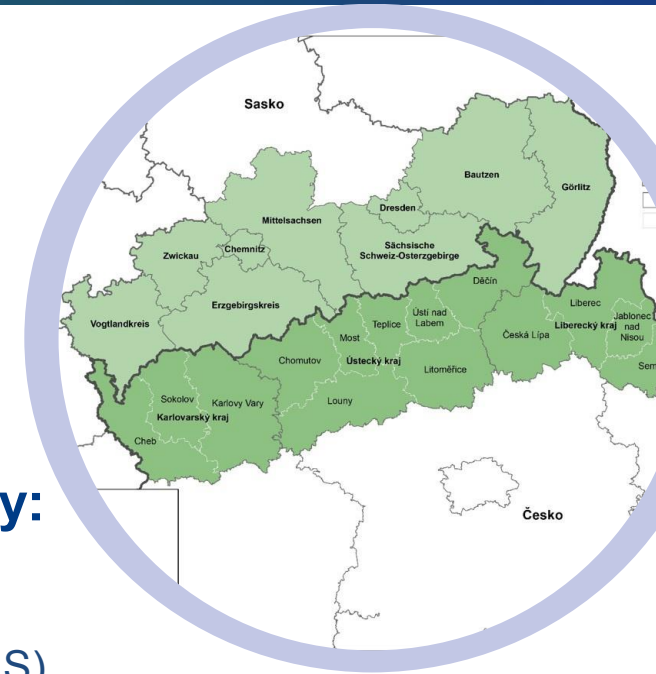 Sasko
Bautzen
Görlitz
Dresden
Mittelsachsen
Chemnitz
Sächsische
Schweiz-Osterzgebirge
Zwickau
Erzgebirgskreis
Vogtlandkreis
Děčín
Liberec
Ústí nad
Labem
Teplice
Most
Jablonec
nad
Nisou
Liberecký kraj
Česká Lípa
Chomutov
Ústecký kraj
Litoměřice
Sem
Louny
Sokolov
Karlovy Vary
Karlovarský kraj
Cheb
y:
Česko
S)